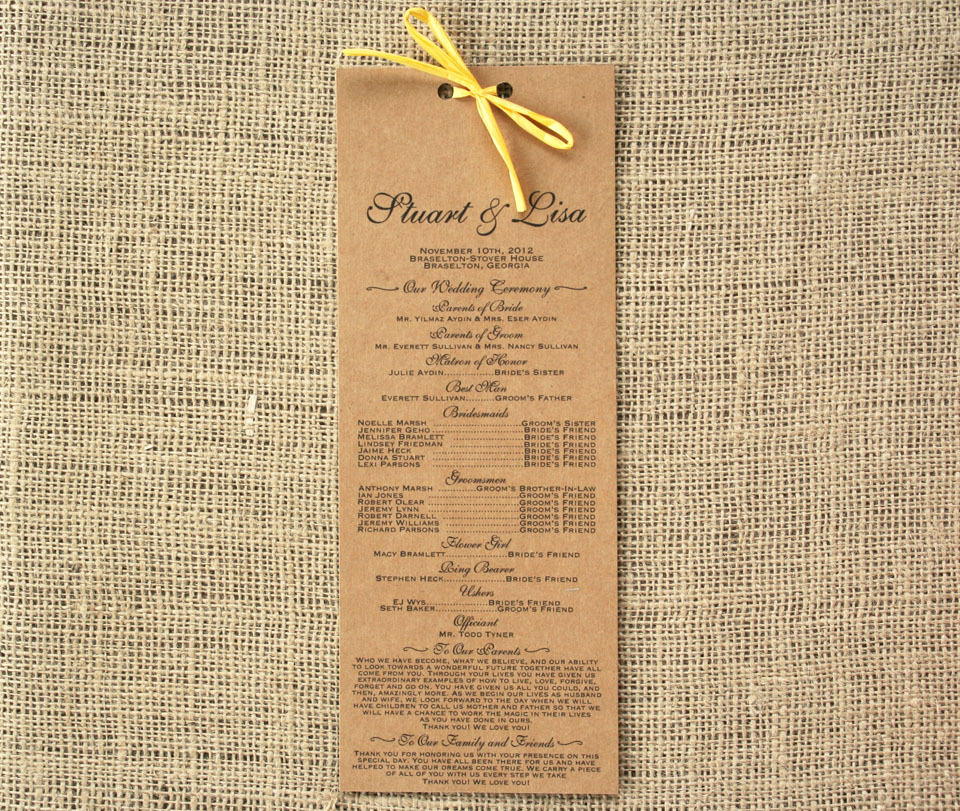 Stuart & Lisa
November 10th, 2012
Braselton-Stover House
Braselton, Georgia
Our Wedding Ceremony
Parents of Bride
Mr. Yilmaz Aydin & Mrs. Eser Aydin
Parents of Groom
Mr. Everett Sullivan & Mrs. Nancy Sullivan
Matron of Honor
Julie Aydin................Bride's Sister
Best Man
Everett Sullivan.........Groom's Father
Bridesmaids
Noelle Marsh ......................Groom's Sister
Jennifer Geho ......................Bride's Friend
Melissa Bramlett ......................Bride's Friend
Lindsey Friedman ......................Bride's Friend
Jaime Heck ......................Bride's Friend
Donna Stuart ......................Bride's Friend
Lexi Parsons ......................Bride's Friend
Groomsmen
Anthony Marsh ............Groom's Brother-in-Law
Ian Jones ......................Groom's Friend
Robert Olear ......................Groom's Friend
Jeremy Lynn ......................Groom's Friend
Robert Darnell ......................Groom's Friend
Jeremy Williams ......................Groom's Friend
Richard Parsons ......................Groom's Friend
Flower Girl
Macy Bramlett....................Bride's Friend
Ring Bearer
Stephen Heck....................Bride's Friend
Ushers
EJ Wys....................Bride's Friend
Seth Baker....................Groom's Friend
Officiant
Mr. Todd Tyner
To Our Parents
Who we have become, what we believe, and our ability
to look towards a wonderful future together have all
come from you. Through your lives you have given us
extraordinary examples of how to live, love, forgive,
forget and go on. You have given us all you could, and
then, amazingly more. As we begin our lives as husband
and wife, we look forward to the day when we will
have children to call us mother and father so that we
will have a chance to work the magic in their lives
as you have done in ours.
Thank you! We love you!
To Our Family and Friends
Thank you for honoring us with your presence on this
special day. You have all been there for us and have
helped to make our dreams come true. We carry a piece
of all of you with us every step we take
Thank you! We love you!